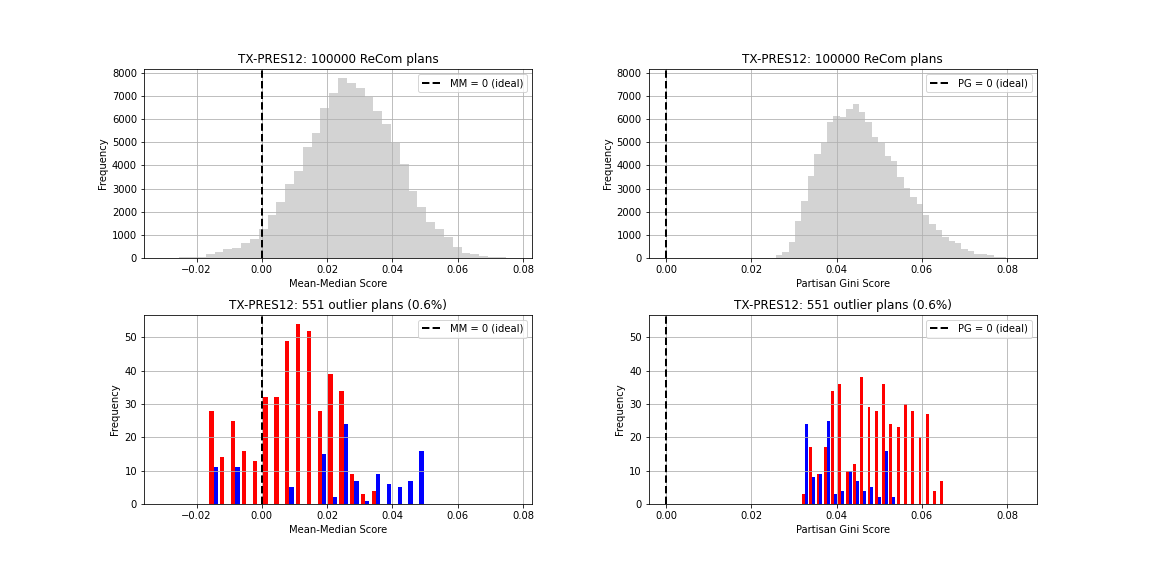 TX-PRES12: 100000 ReCom plans
MM = 0 (ideal)
Frequency
8000
7000
6000
5000
4000
3000
2000
1000
0
−0.02 0.00 0.02 0.04 0.06 0.08
Mean-Median Score
TX-PRES12: 100000 ReCom plans
PG = 0 (ideal)
Frequency
8000
7000
6000
5000
4000
3000
2000
1000
0
0.00 0.02 0.04 0.06 0.08
Partisan Gini Score
TX-PRES12: 551 outlier plans (0.6%)
MM = 0 (ideal)
Frequency
50
40
30
20
10
0
−0.02 0.00 0.02 0.04 0.06 0.08
Mean-Median Score
TX-PRES12: 551 outlier plans (0.6%)
PG = 0 (ideal)
Frequency
50
40
30
20
10
0
0.00 0.02 0.04 0.06 0.08
Partisan Gini Score